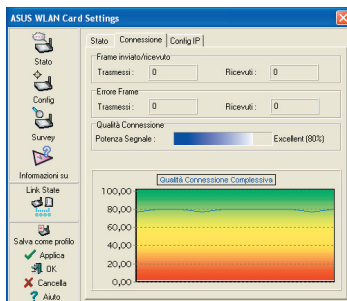 ASUS WLAN Card Settings
Stato
Config
Survey
Informazioni su
Link State
Salva come profilo
Applica
OK
Cancella
Aiuto
Stato Connessione Config IP
Frame inviato/ricevuto
Trasmessi : 0 Ricevuti : 0
Errore Frame
Trasmessi : 0 Ricevuti : 0
Qualità Connessione
Potenza Segnale : Excellent (80%)
Qualità Connessione Complessiva
100,00
80,00
60,00
40,00
20,00
0,00